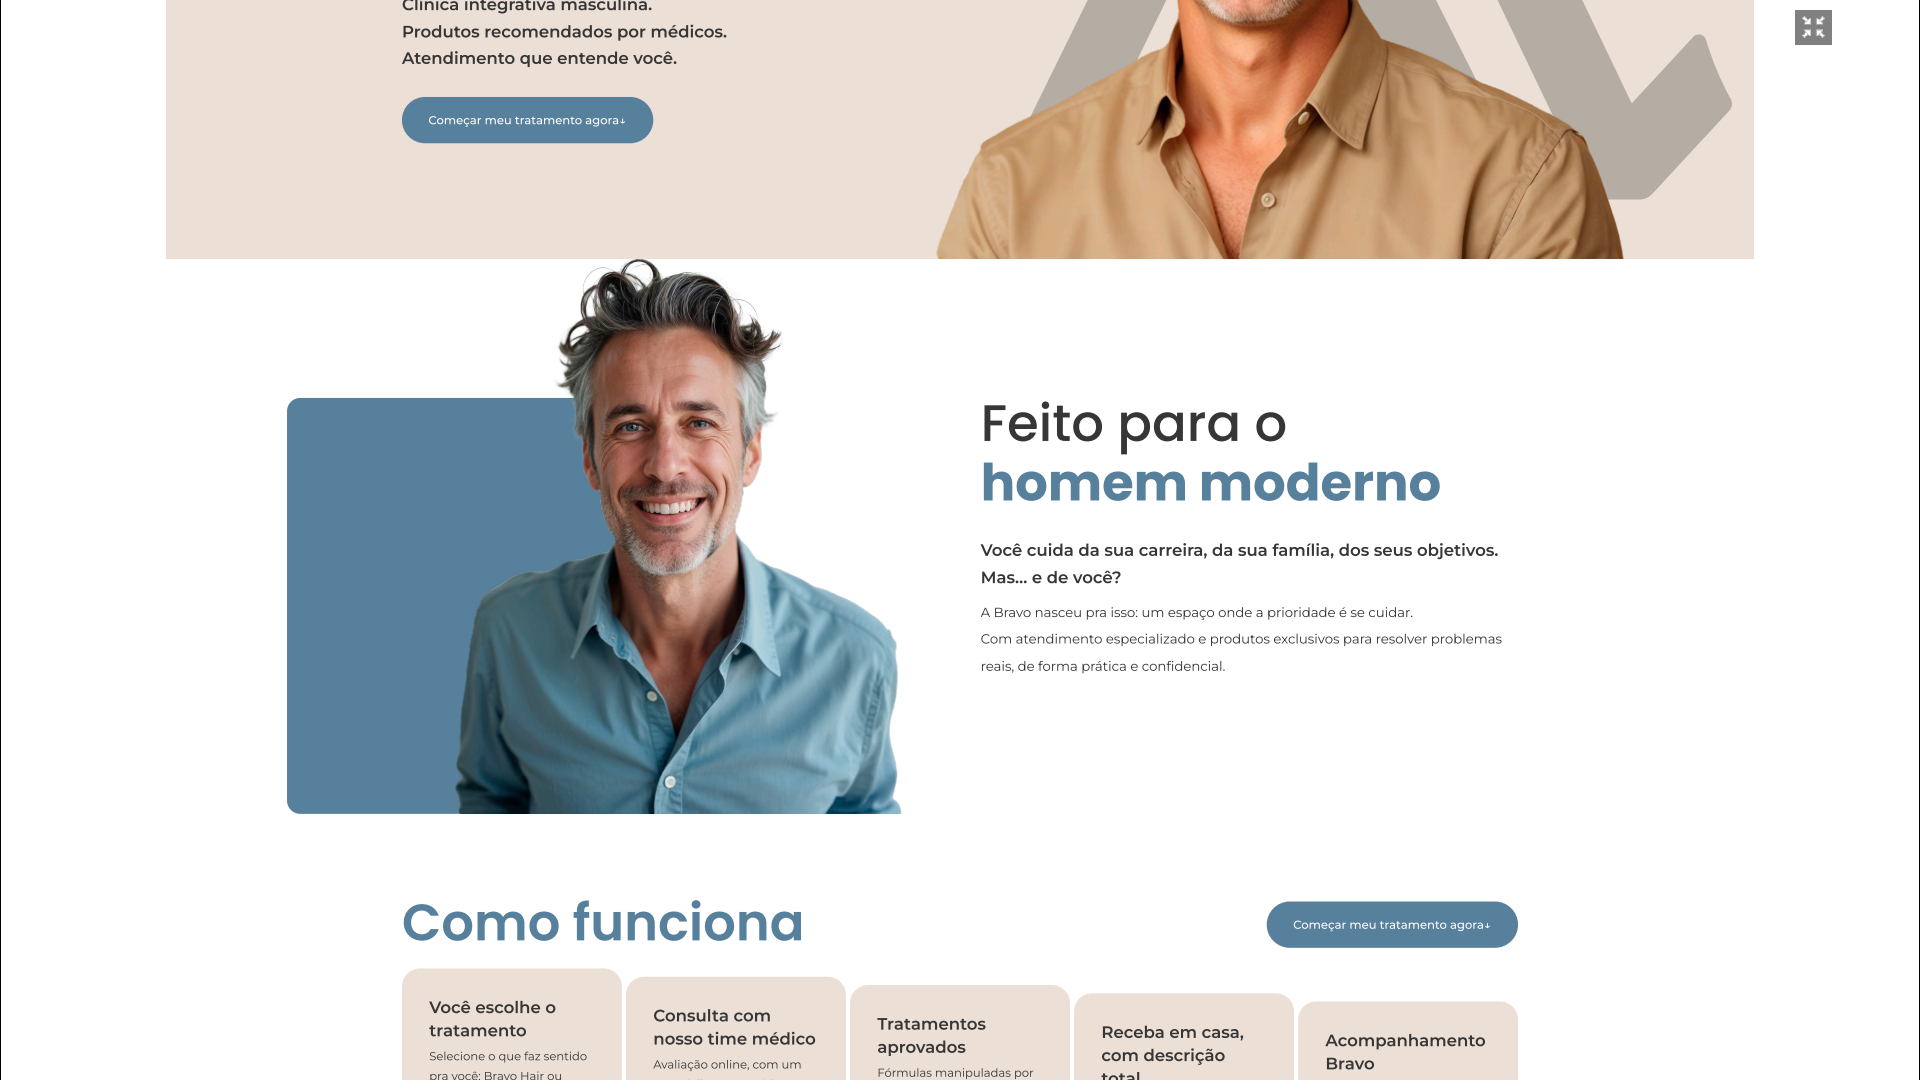 Clínica integrativa masculina.
Produtos recomendados por médicos.
Atendimento que entende você.
Começar meu tratamento agora↓
Feito para o
homem moderno
Você cuida da sua carreira, da sua família, dos seus objetivos.
Mas... e de você?
A Bravo nasceu pra isso: um espaço onde a prioridade é se cuidar.
Com atendimento especializado e produtos exclusivos para resolver problemas
reais, de forma prática e confidencial.
Como funciona
Começar meu tratamento agora↓
Você escolhe o
tratamento
Selecione o que faz sentido
pra você: Bravo Hair ou
Consulta com
nosso time médico
Avaliação online, com um
Tratamentos
aprovados
Fórmulas manipuladas por
Receba em casa,
com descrição
total
Acompanhamento
Bravo